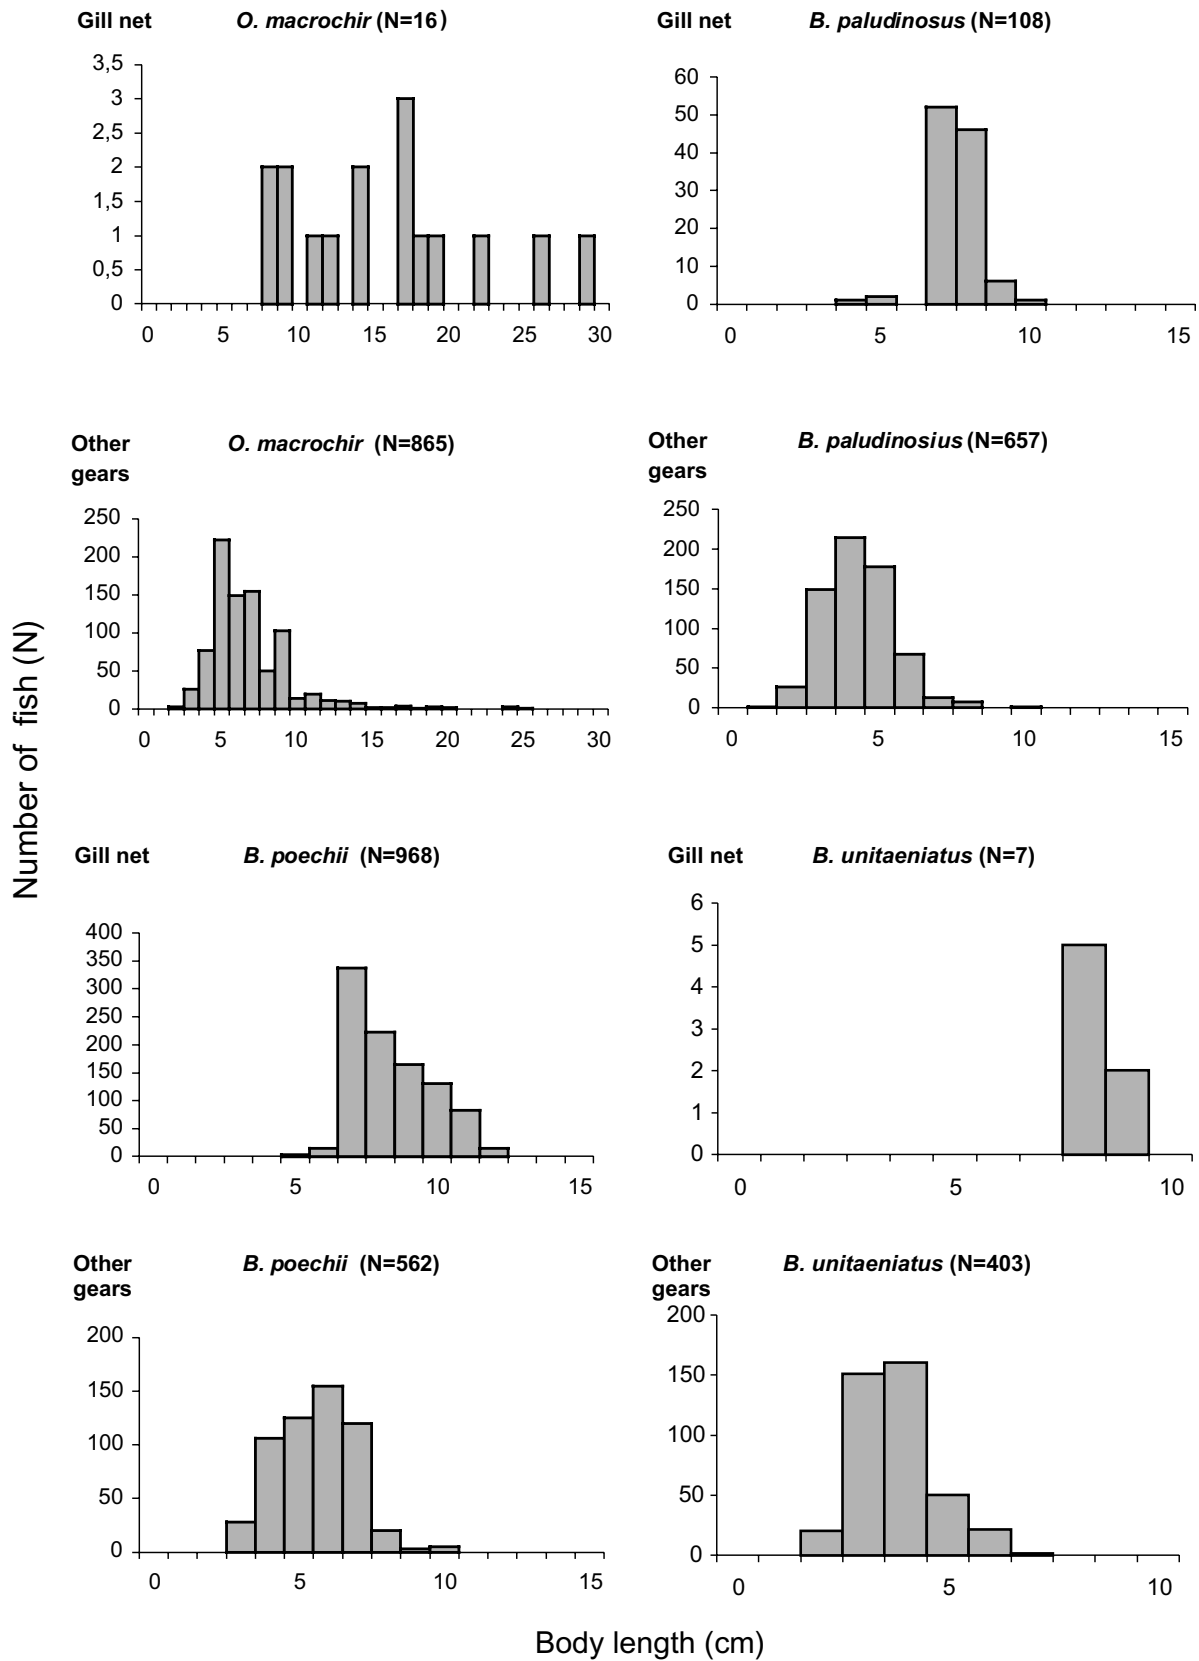 Gill net O. macrochir (N=16)
3,5
3
2,5
2
1,5
1
0,5
0
0 5 10 15 20 25 30
Gill net B. paludinosus (N=108)
60
50
40
30
20
10
0
0 5 10 15
Other O. macrochir (N=865)
gears
250
200
150
100
50
0
0 5 10 15 20 25 30
Other B. paludinosius (N=657)
gears
250
200
150
100
50
0
0 5 10 15
Number of fish (N)
Gill net B. poechii (N=968)
400
350
300
250
200
150
100
50
0
0 5 10 15
Gill net B. unitaeniatus (N=7)
6
5
4
3
2
1
0
0 5 10
Other B. poechii (N=562)
gears
200
150
100
50
0
0 5 10 15
Other B. unitaeniatus (N=403)
gears
200
150
100
50
0
0 5 10
Body length (cm)